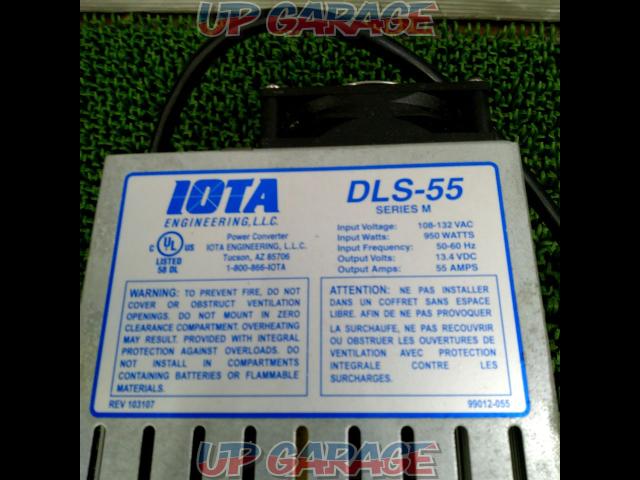 UP GARAGE
IOTA
ENGINEERING, L.L.C.
C UL US
LISTED
58 DL
Power Converter
IOTA ENGINEERING, L.L.C.
Tucson, AZ 85706
1-800-866-IOTA
DLS-55
SERIES M
Input Voltage: 108-132 VAC
Input Watts: 950 WATTS
Input Frequency: 50-60 Hz
Output Volts: 13.4 VDC
Output Amps: 55 AMPS
WARNING: TO PREVENT FIRE, DO NOT
COVER OR OBSTRUCT VENTILATION
OPENINGS. DO NOT MOUNT IN ZERO
CLEARANCE COMPARTMENT. OVERHEATING
MAY RESULT. PROVIDED WITH INTEGRAL
PROTECTION AGAINST OVERLOADS. DO
NOT INSTALL IN COMPARTMENTS
CONTAINING BATTERIES OR FLAMMABLE
MATERIALS.
ATTENTION: NE PAS INSTALLER
DANS UN COFFRET SANS ESPACE
LIBRE. AFIN DE NE PAS PROVOQUER
LA SURCHAUFE, NE PAS RECOUVRIR
OU OBSTRUER LES OUVERTURES DE
VENTILATION AVEC PROTECTION
INTEGRALE CONTRE LES
SURCHARGES.
REV 103107
99012-055
UP GARAGE